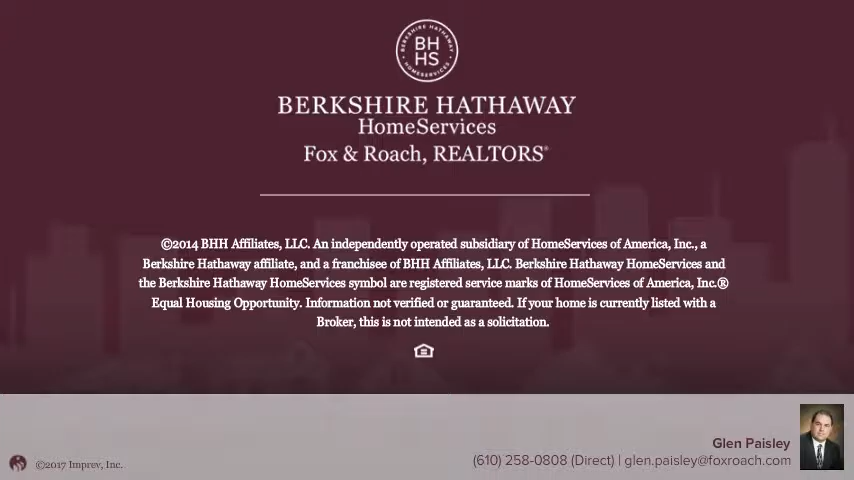 BERKSHIRE HATHAWAY
HOMESERVICES
BH
HS
BERKSHIRE HATHAWAY
HomeServices
Fox & Roach, REALTORS®
©2014 BHH Affiliates, LLC. An independently operated subsidiary of HomeServices of America, Inc., a
Berkshire Hathaway affiliate, and a franchisee of BHH Affiliates, LLC. Berkshire Hathaway HomeServices and
the Berkshire Hathaway HomeServices symbol are registered service marks of HomeServices of America, Inc.®
Equal Housing Opportunity. Information not verified or guaranteed. If your home is currently listed with a
Broker, this is not intended as a solicitation.
Glen Paisley
(610) 258-0808 (Direct) | glen.paisley@foxroach.com
©2017 Imprev, Inc.